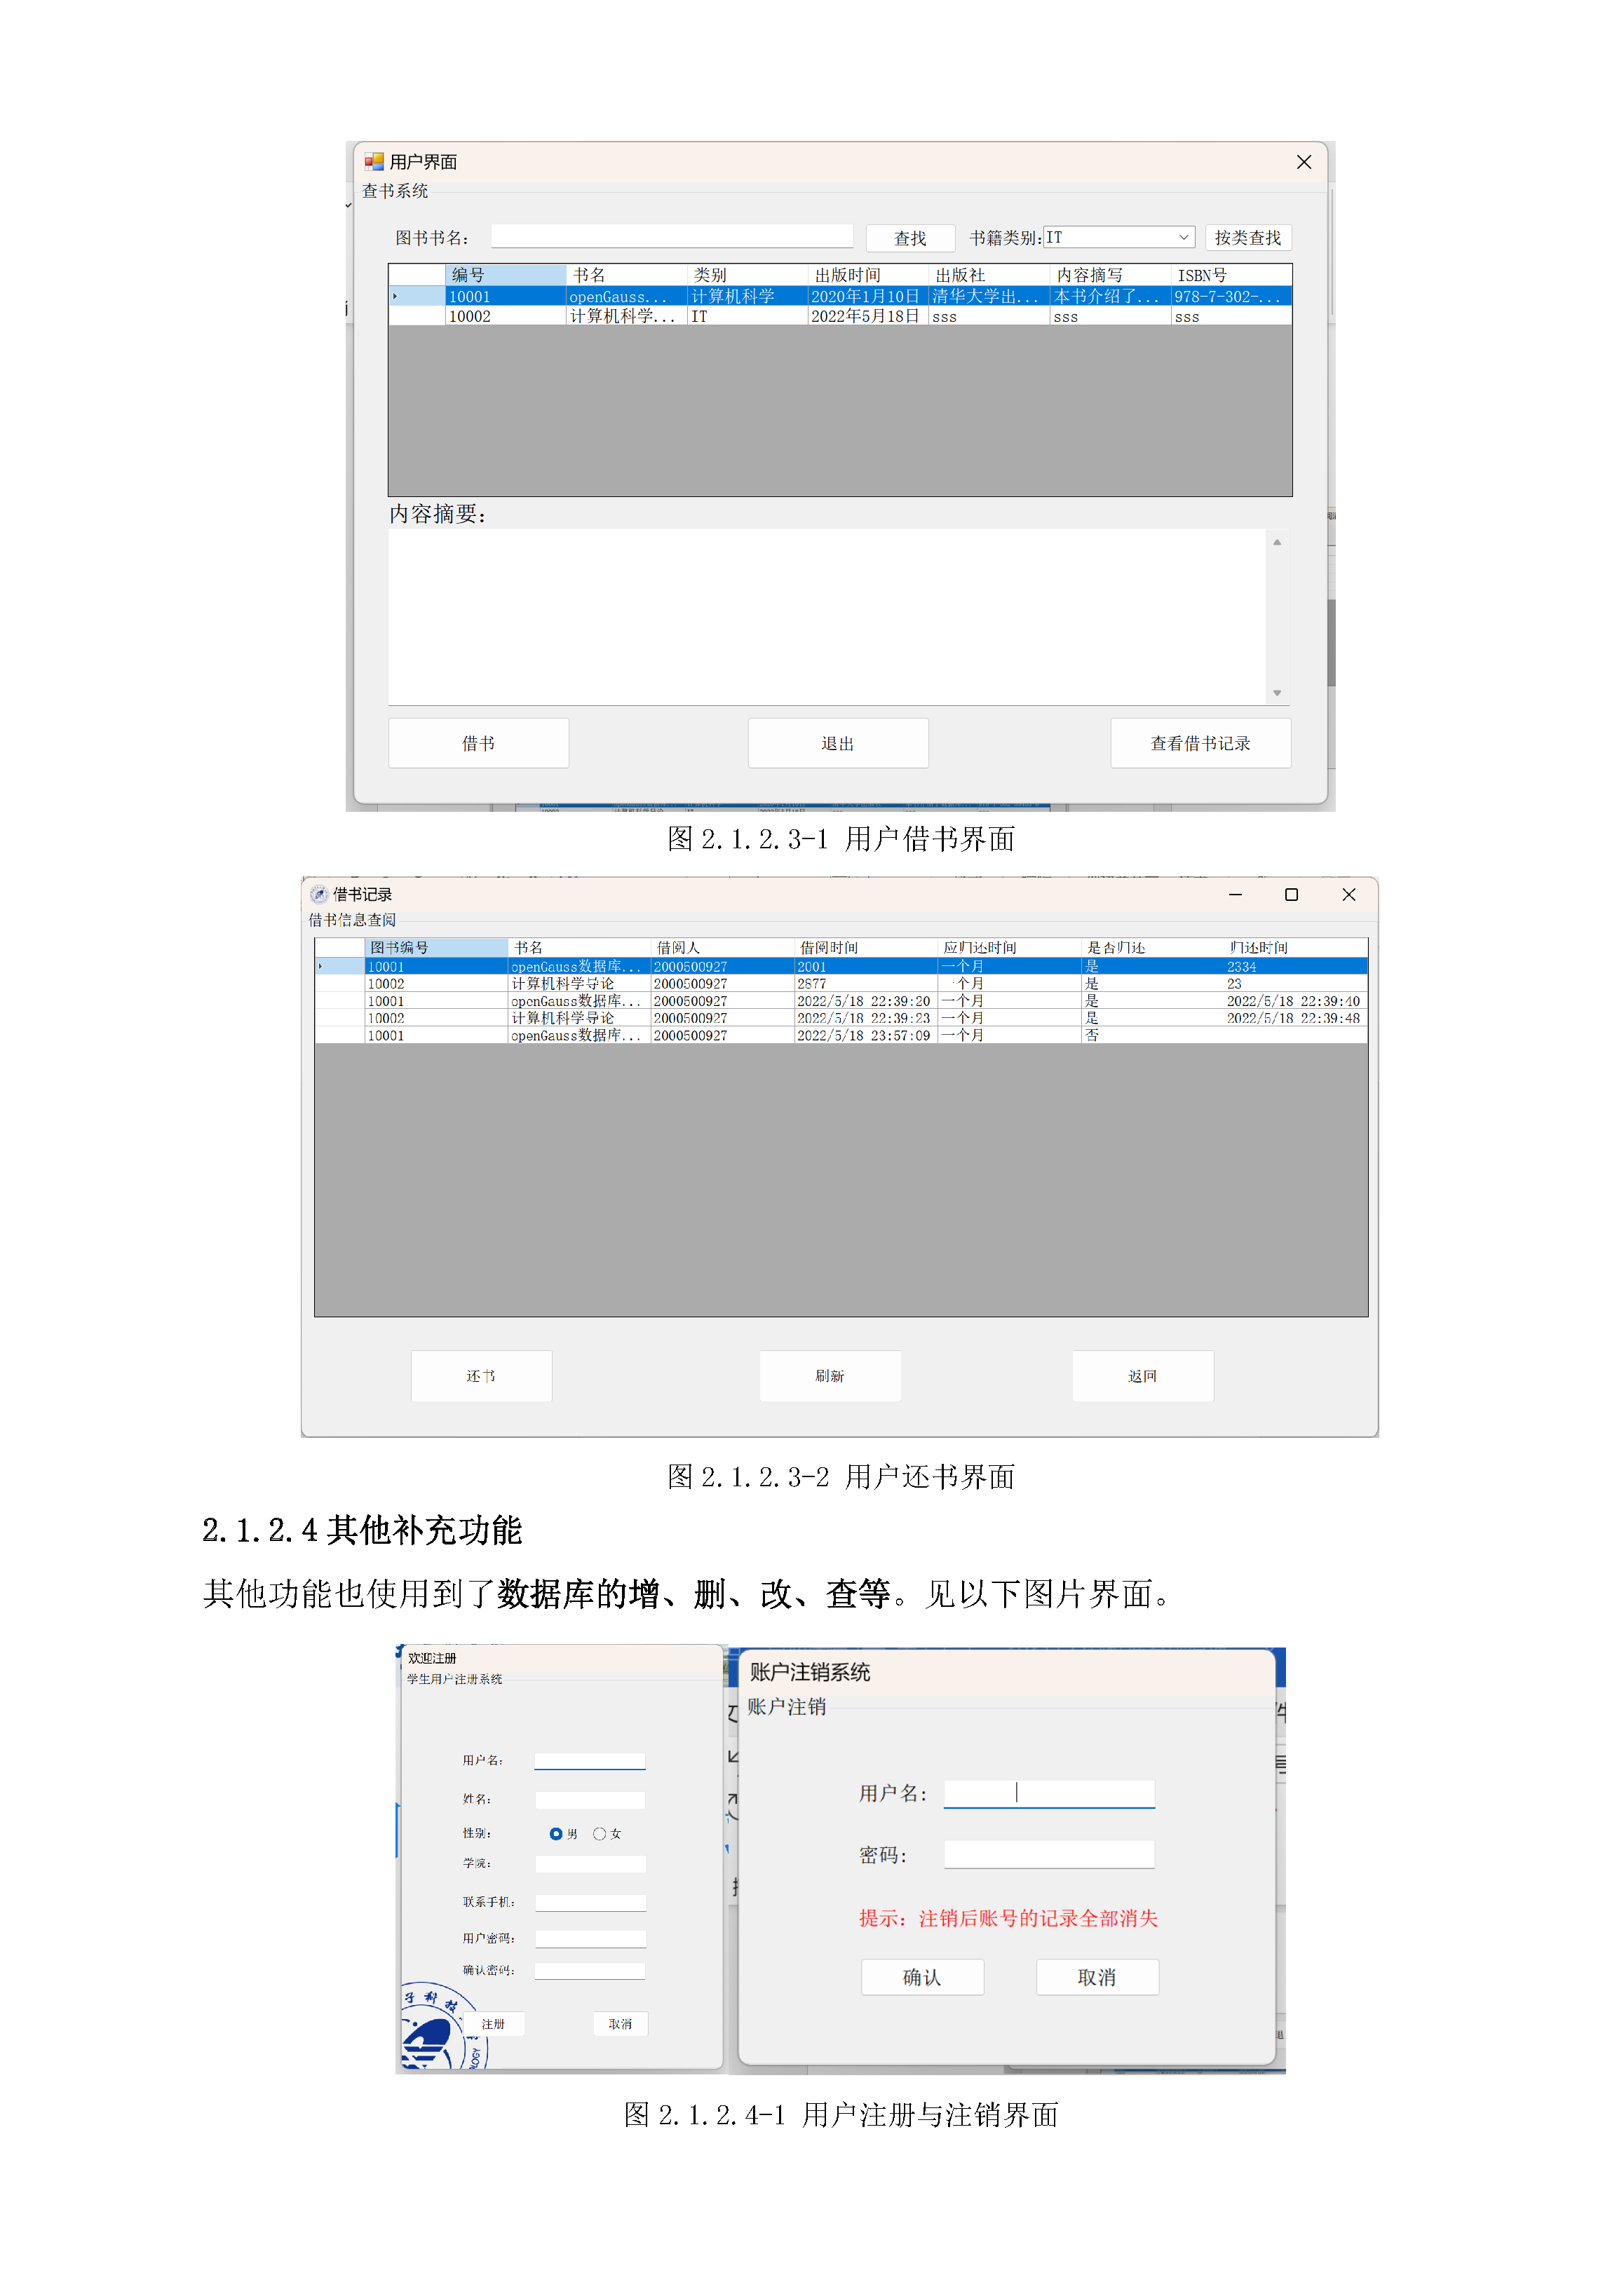 用户界面
查书系统
图书书名： 查找 书籍类别: IT 按类查找
编号 书名 类别 出版时间 出版社 内容摘写 ISBN号
10001 openGauss... 计算机科学 2020年1月10日 清华大学出... 本书介绍了... 978-7-302-...
10002 计算机科学... IT 2022年5月18日 sss sss sss
内容摘要：
借书 退出 查看借书记录
图 2.1.2.3-1 用户借书界面
借书记录
借书信息查阅
图书编号 书名 借阅人 借阅时间 应归还时间 是否归还 归还时间
10001 openGauss数据库... 2000500927 2001 一个月 是 2334
10002 计算机科学导论 2000500927 2877 一个月 是 23
10001 openGauss数据库... 2000500927 2022/5/18 22:39:20 一个月 是 2022/5/18 22:39:40
10002 计算机科学导论 2000500927 2022/5/18 22:39:23 一个月 是 2022/5/18 22:39:48
10001 openGauss数据库... 2000500927 2022/5/18 23:57:09 一个月 否
还书 刷新 返回
图 2.1.2.3-2 用户还书界面
2.1.2.4 其他补充功能
其他功能也使用到了数据库的增、删、改、查等。见以下图片界面。
欢迎注册
学生用户注册系统
用户名：
姓名：
性别： 男 女
学院：
联系手机：
用户密码：
确认密码：
注册 取消
账户注销系统
账户注销
用户名：
密码：
提示：注销后账号的记录全部消失
确认 取消
图 2.1.2.4-1 用户注册与注销界面